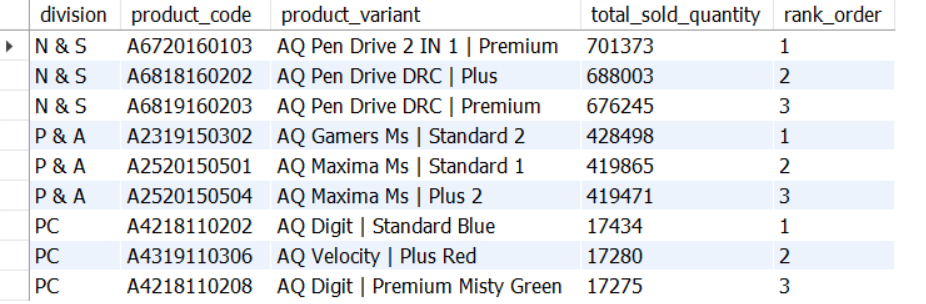 division product_code product_variant total_sold_quantity rank_order
N & S A6720160103 AQ Pen Drive 2 IN 1 | Premium 701373 1
N & S A6818160202 AQ Pen Drive DRC | Plus 688003 2
N & S A6819160203 AQ Pen Drive DRC | Premium 676245 3
P & A A2319150302 AQ Gamers Ms | Standard 2 428498 1
P & A A2520150501 AQ Maxima Ms | Standard 1 419865 2
P & A A2520150504 AQ Maxima Ms | Plus 2 419471 3
PC A4218110202 AQ Digit | Standard Blue 17434 1
PC A4319110306 AQ Velocity | Plus Red 17280 2
PC A4218110208 AQ Digit | Premium Misty Green 17275 3